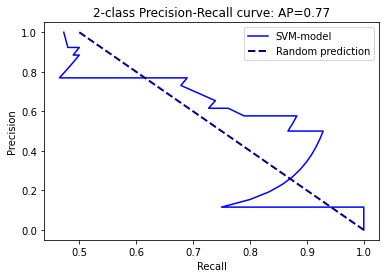 2-class Precision-Recall curve: AP=0.77
SVM-model
Random prediction
Precision
1.0
0.8
0.6
0.4
0.2
0.0
0.5 0.6 0.7 0.8 0.9 1.0
Recall